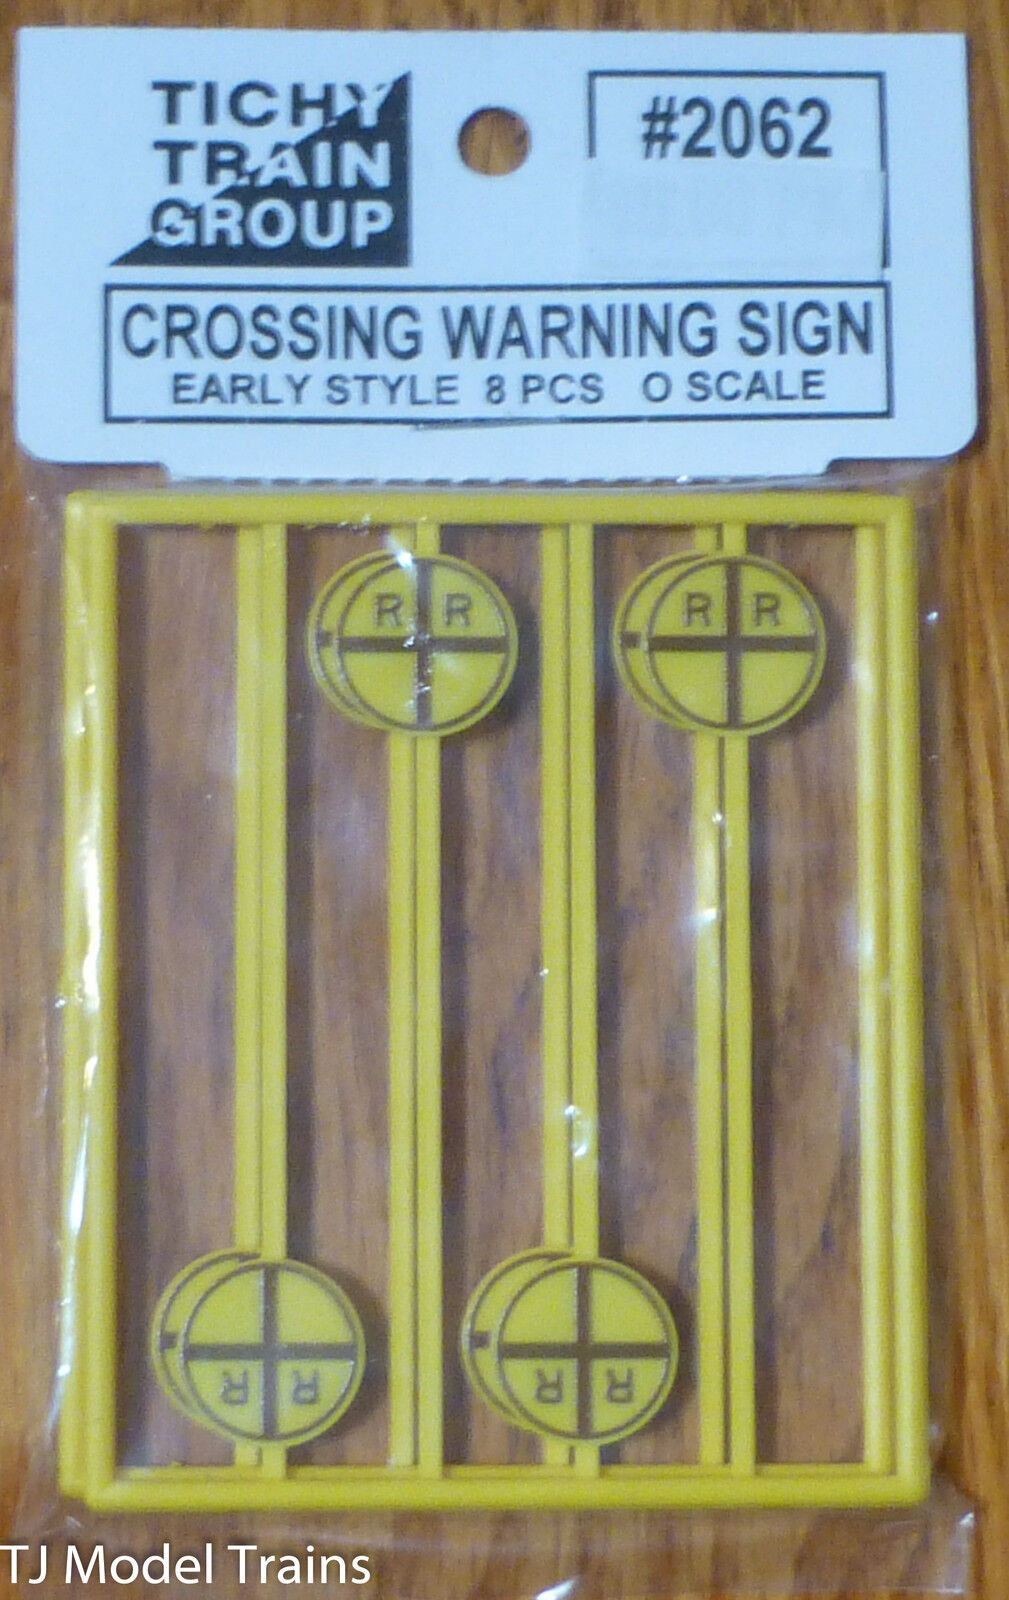 TICHY
TRAIN
GROUP
#2062
CROSSING WARNING SIGN
EARLY STYLE 8 PCS O SCALE
R R
R R
R R
R R
TJ Model Trains